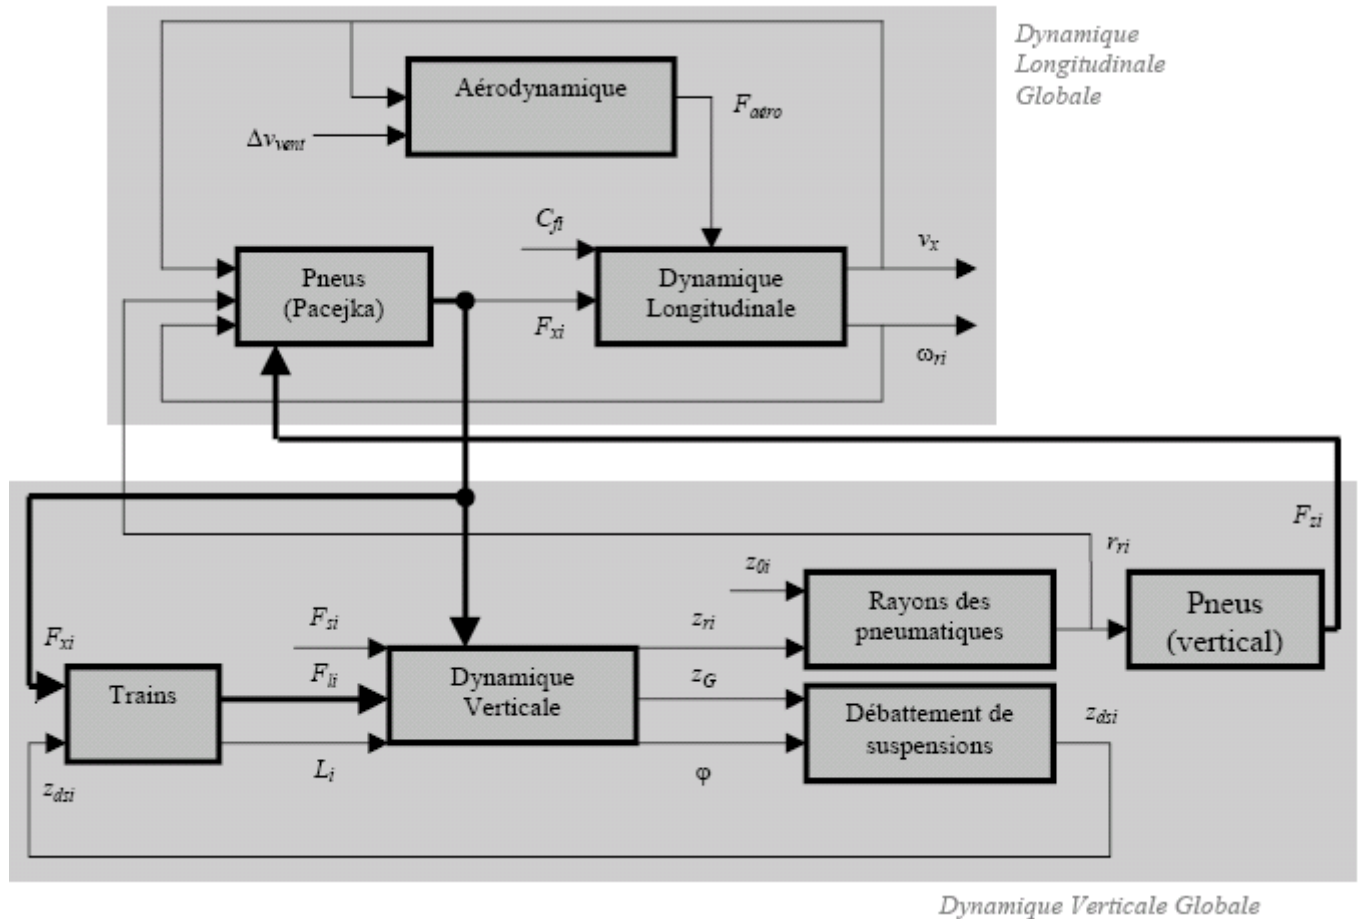 Dynamique
Longitudinale
Globale
Aérodynamique
F_aéro
Δv_vent
C_fi
v_x
Pneus
(Pacejka)
Dynamique
Longitudinale
F_xi
ω_ri
F_zi
r_ri
z_0i
Rayons des
pneumatiques
Pneus
(vertical)
F_si
z_ri
F_xi
F_li
Dynamique
Verticale
z_G
Trains
Débattement de
suspensions
z_dsi
L_i
φ
z_dsi
Dynamique Verticale Globale